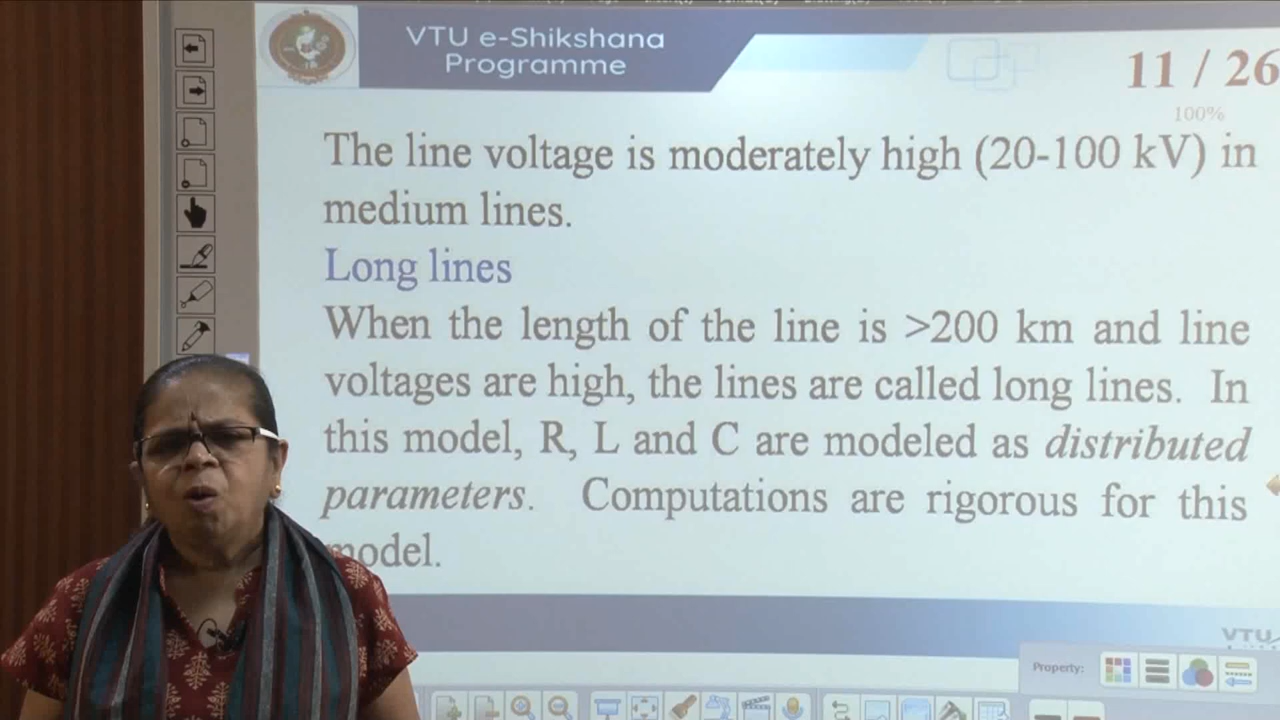 VTU e-Shikshana
Programme
11 / 26
100%
The line voltage is moderately high (20-100 kV) in
medium lines.
Long lines
When the length of the line is >200 km and line
voltages are high, the lines are called long lines. In
this model, R, L and C are modeled as distributed
parameters. Computations are rigorous for this
model.
VTU
Property: